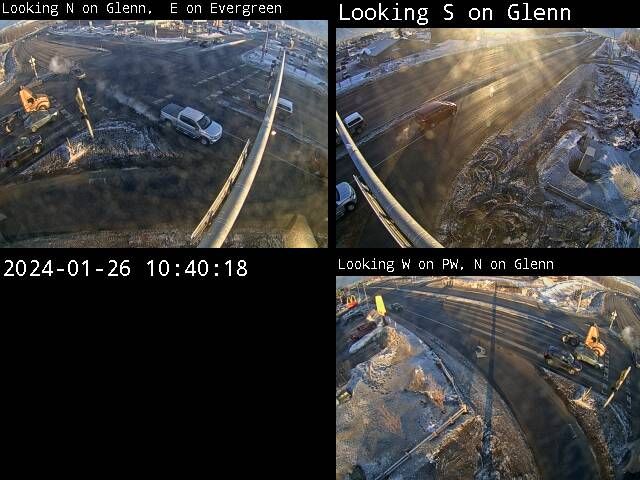 Looking N on Glenn,  E on Evergreen
Looking S on Glenn
2024-01-26 10:40:18
Looking W on PW, N on Glenn